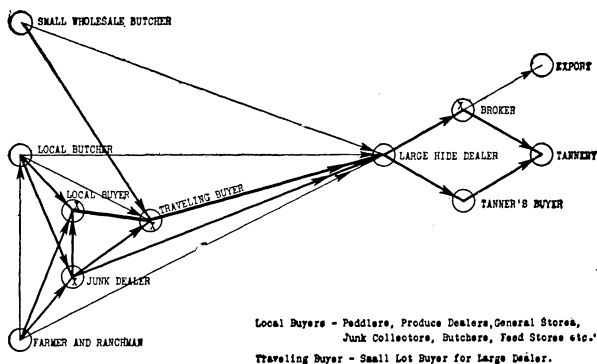 SMALL WHOLESALE BUTCHER
EXPORT
BROKER
LOCAL BUTCHER
LARGE HIDE DEALER
TANNERY
LOCAL BUYER
TRAVELING BUYER
TANNER'S BUYER
JUNK DEALER
FARMER AND RANCHMAN
Local Buyers - Peddlers, Produce Dealers, General Stores,
Junk Collectors, Butchers, Feed Stores etc.
Traveling Buyer - Small Lot Buyer for Large Dealer.